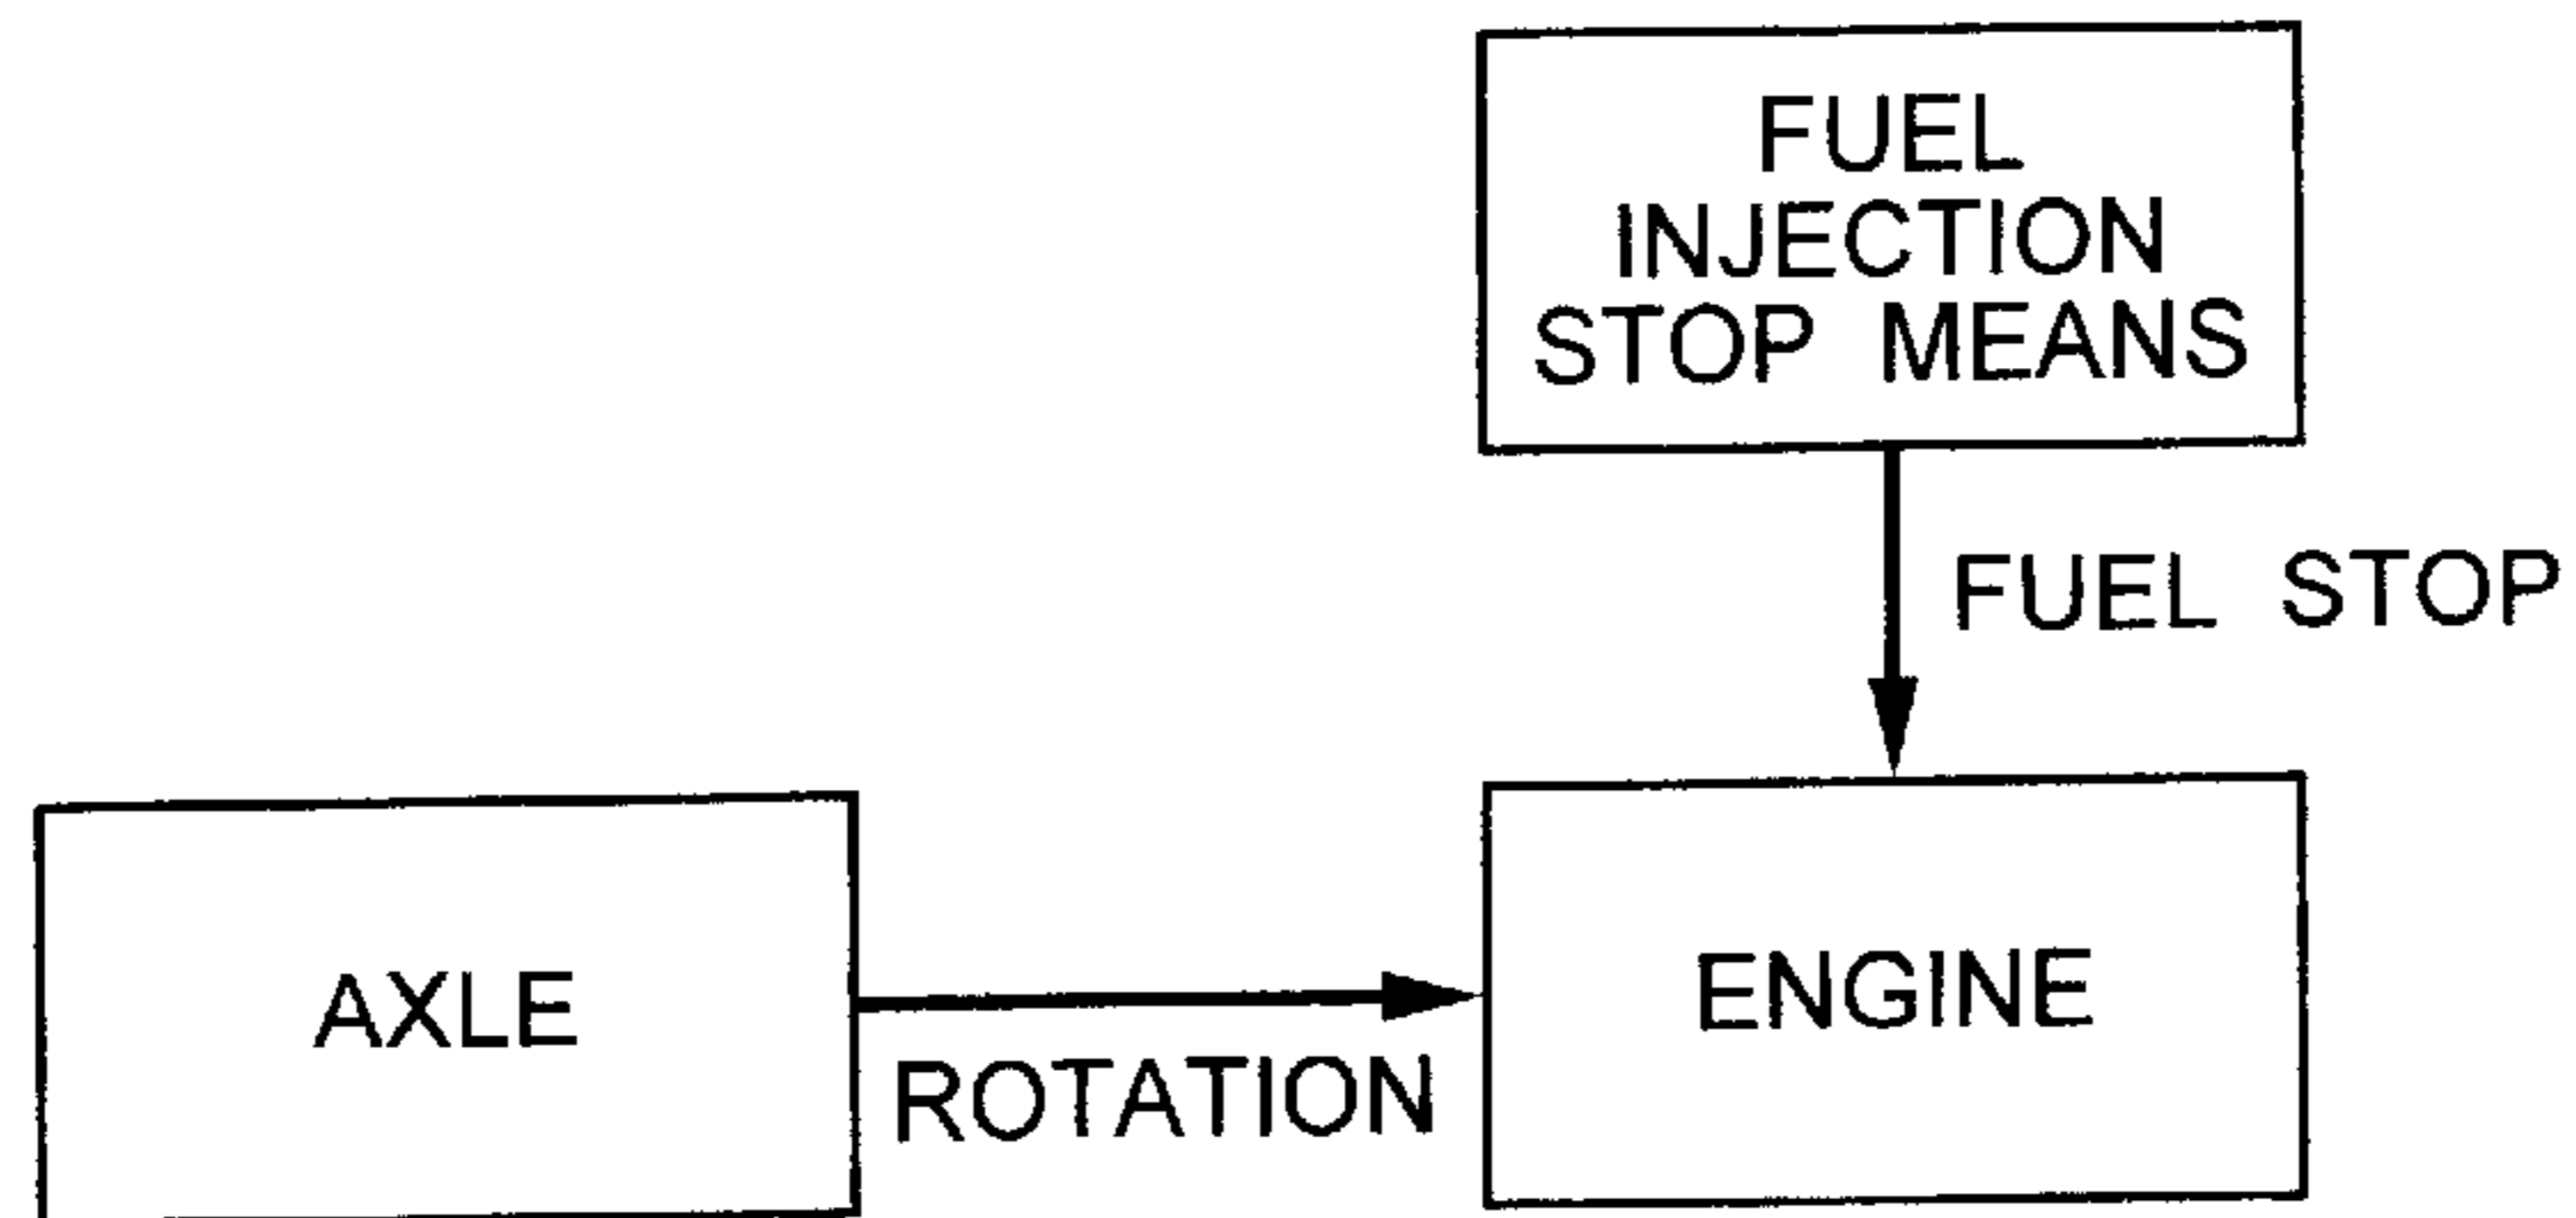 FUEL
INJECTION
STOP MEANS
FUEL STOP
AXLE
ROTATION
ENGINE